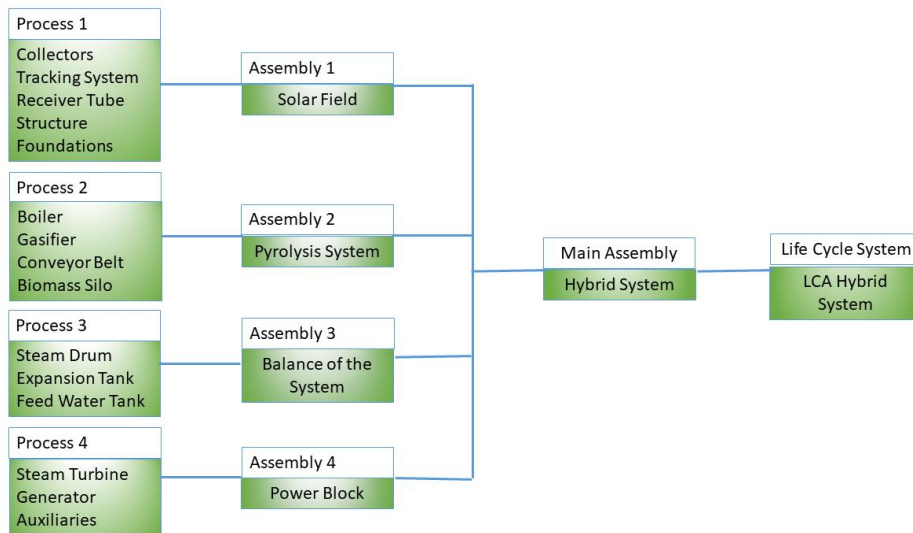 Process 1
Collectors
Tracking System
Receiver Tube
Structure
Foundations
Assembly 1
Solar Field
Process 2
Boiler
Gasifier
Conveyor Belt
Biomass Silo
Assembly 2
Pyrolysis System
Process 3
Steam Drum
Expansion Tank
Feed Water Tank
Assembly 3
Balance of the
System
Process 4
Steam Turbine
Generator
Auxiliaries
Assembly 4
Power Block
Main Assembly
Hybrid System
Life Cycle System
LCA Hybrid
System